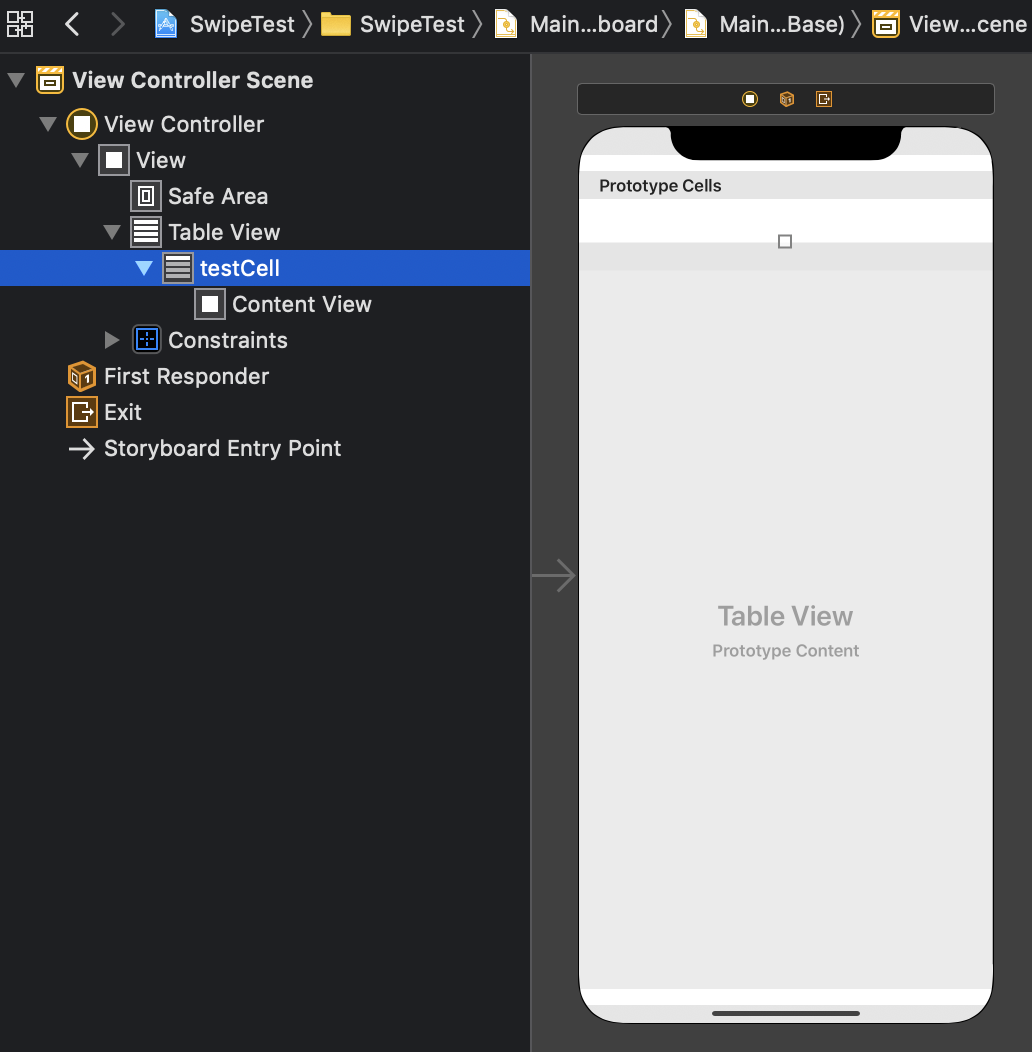 SwipeTest SwipeTest Main...board Main...Base) View...cene
View Controller Scene
View Controller
View
Safe Area
Table View
testCell
Content View
Constraints
First Responder
Exit
Storyboard Entry Point
Prototype Cells
Table View
Prototype Content